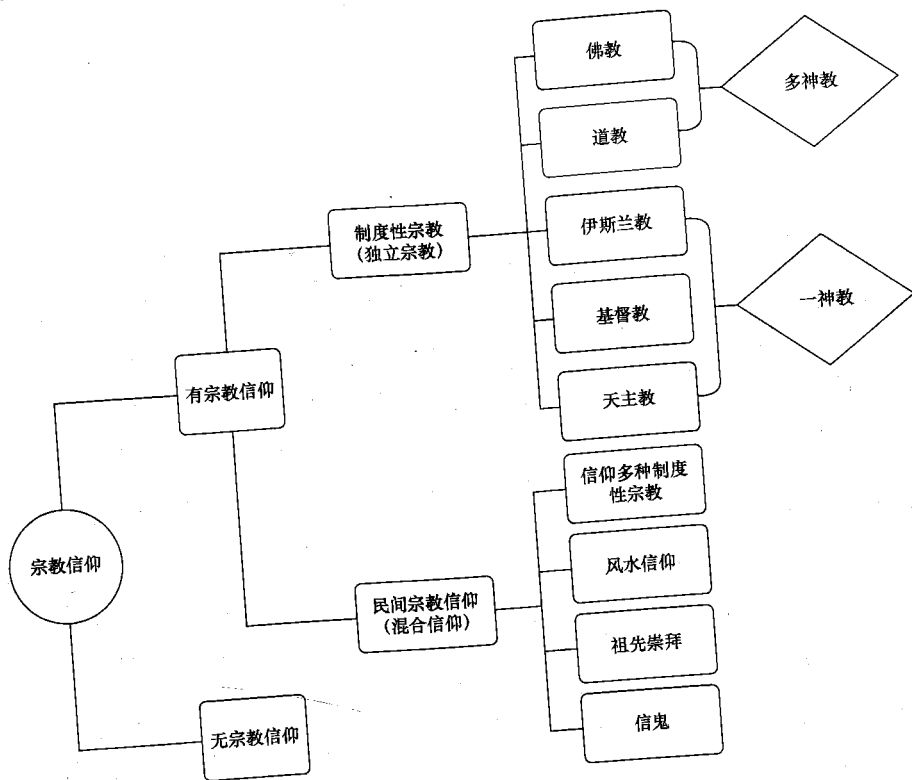 佛教
多神教
道教
制度性宗教
(独立宗教)
伊斯兰教
基督教
一神教
天主教
有宗教信仰
信仰多种制度
性宗教
宗教信仰
风水信仰
民间宗教信仰
(混合信仰)
祖先崇拜
无宗教信仰
信鬼